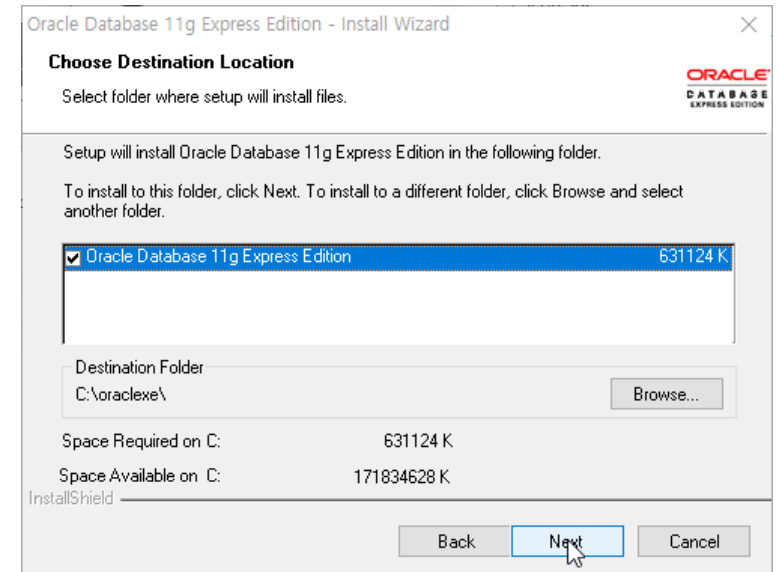 Oracle Database 11g Express Edition - Install Wizard
Choose Destination Location
Select folder where setup will install files.
ORACLE
DATABASE
EXPRESS EDITION
Setup will install Oracle Database 11g Express Edition in the following folder.
To install to this folder, click Next. To install to a different folder, click Browse and select
another folder.
Oracle Database 11g Express Edition 631124 K
Destination Folder
C:\oraclexe\
Browse...
Space Required on C: 631124 K
Space Available on C: 171834628 K
InstallShield
Back Next Cancel